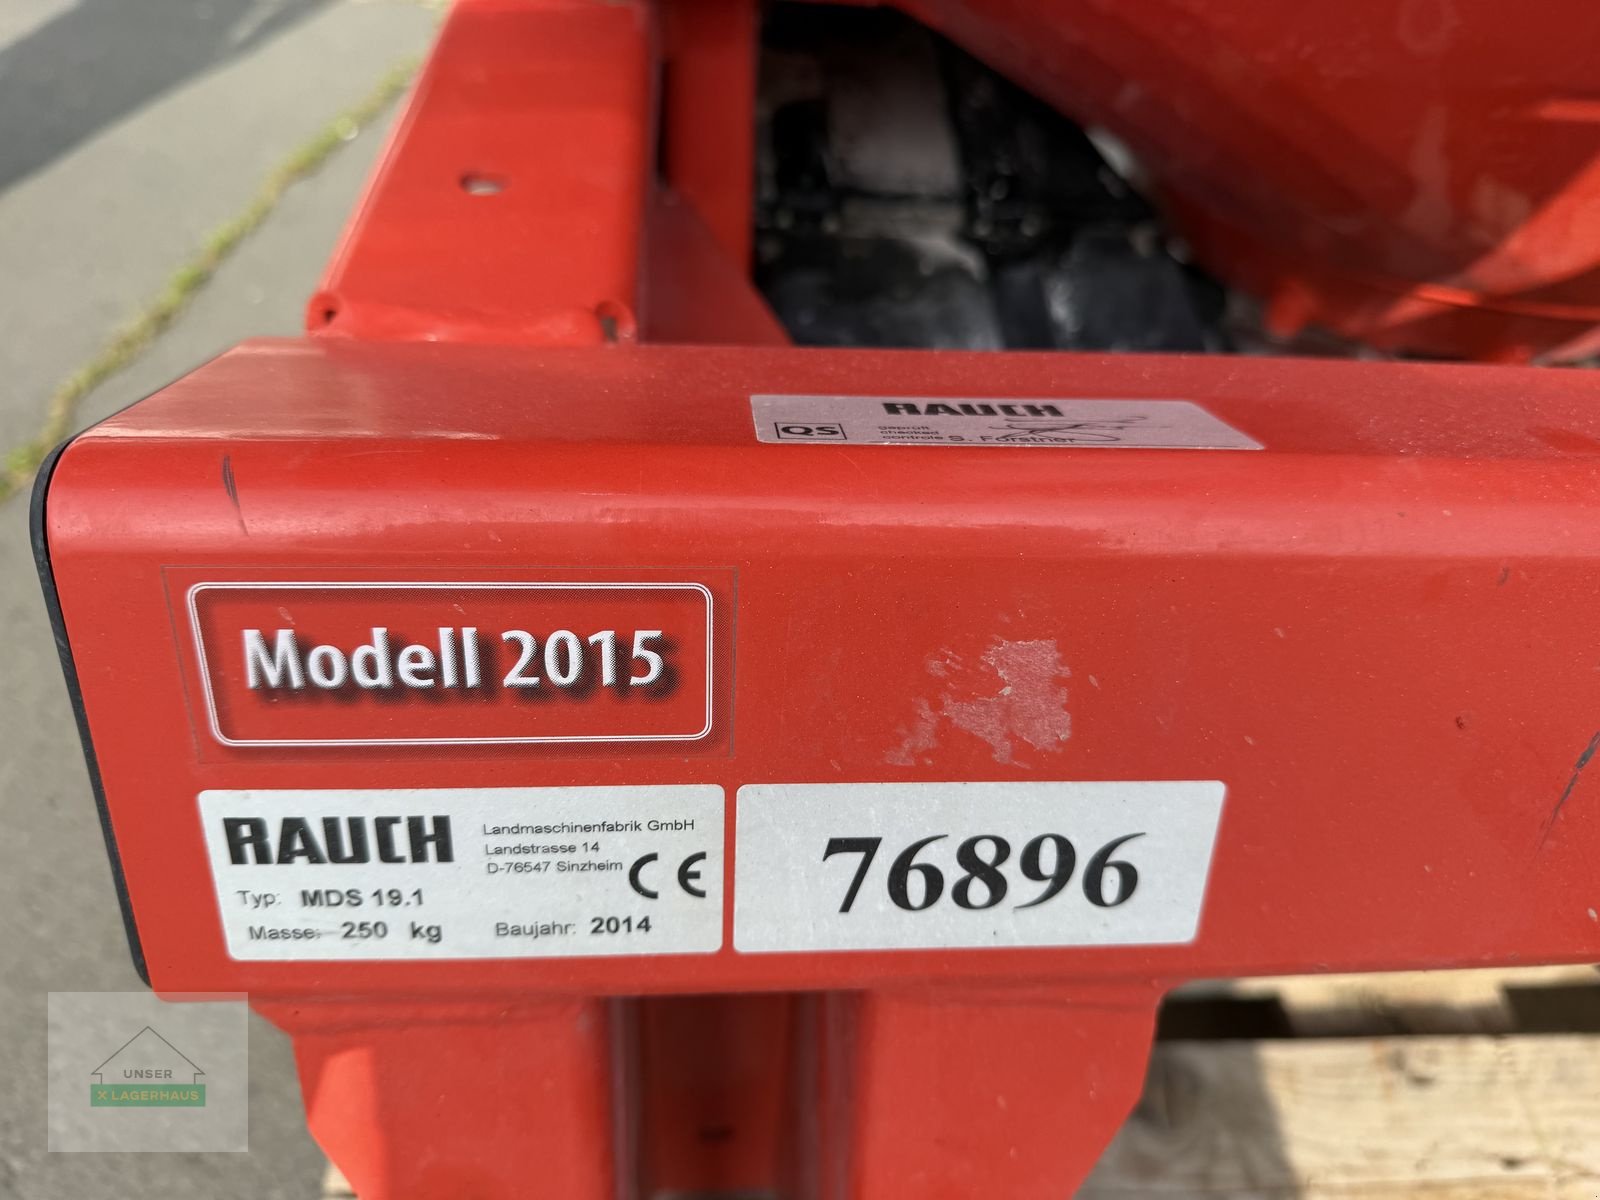 RAUCH
QS
geprüft
checked
controle S. Forstner
Modell 2015
RAUCH
Landmaschinenfabrik GmbH
Landstrasse 14
D-76547 Sinzheim
CE
Typ: MDS 19.1
Masse: 250 kg
Baujahr: 2014
76896
UNSER
X LAGERHAUS